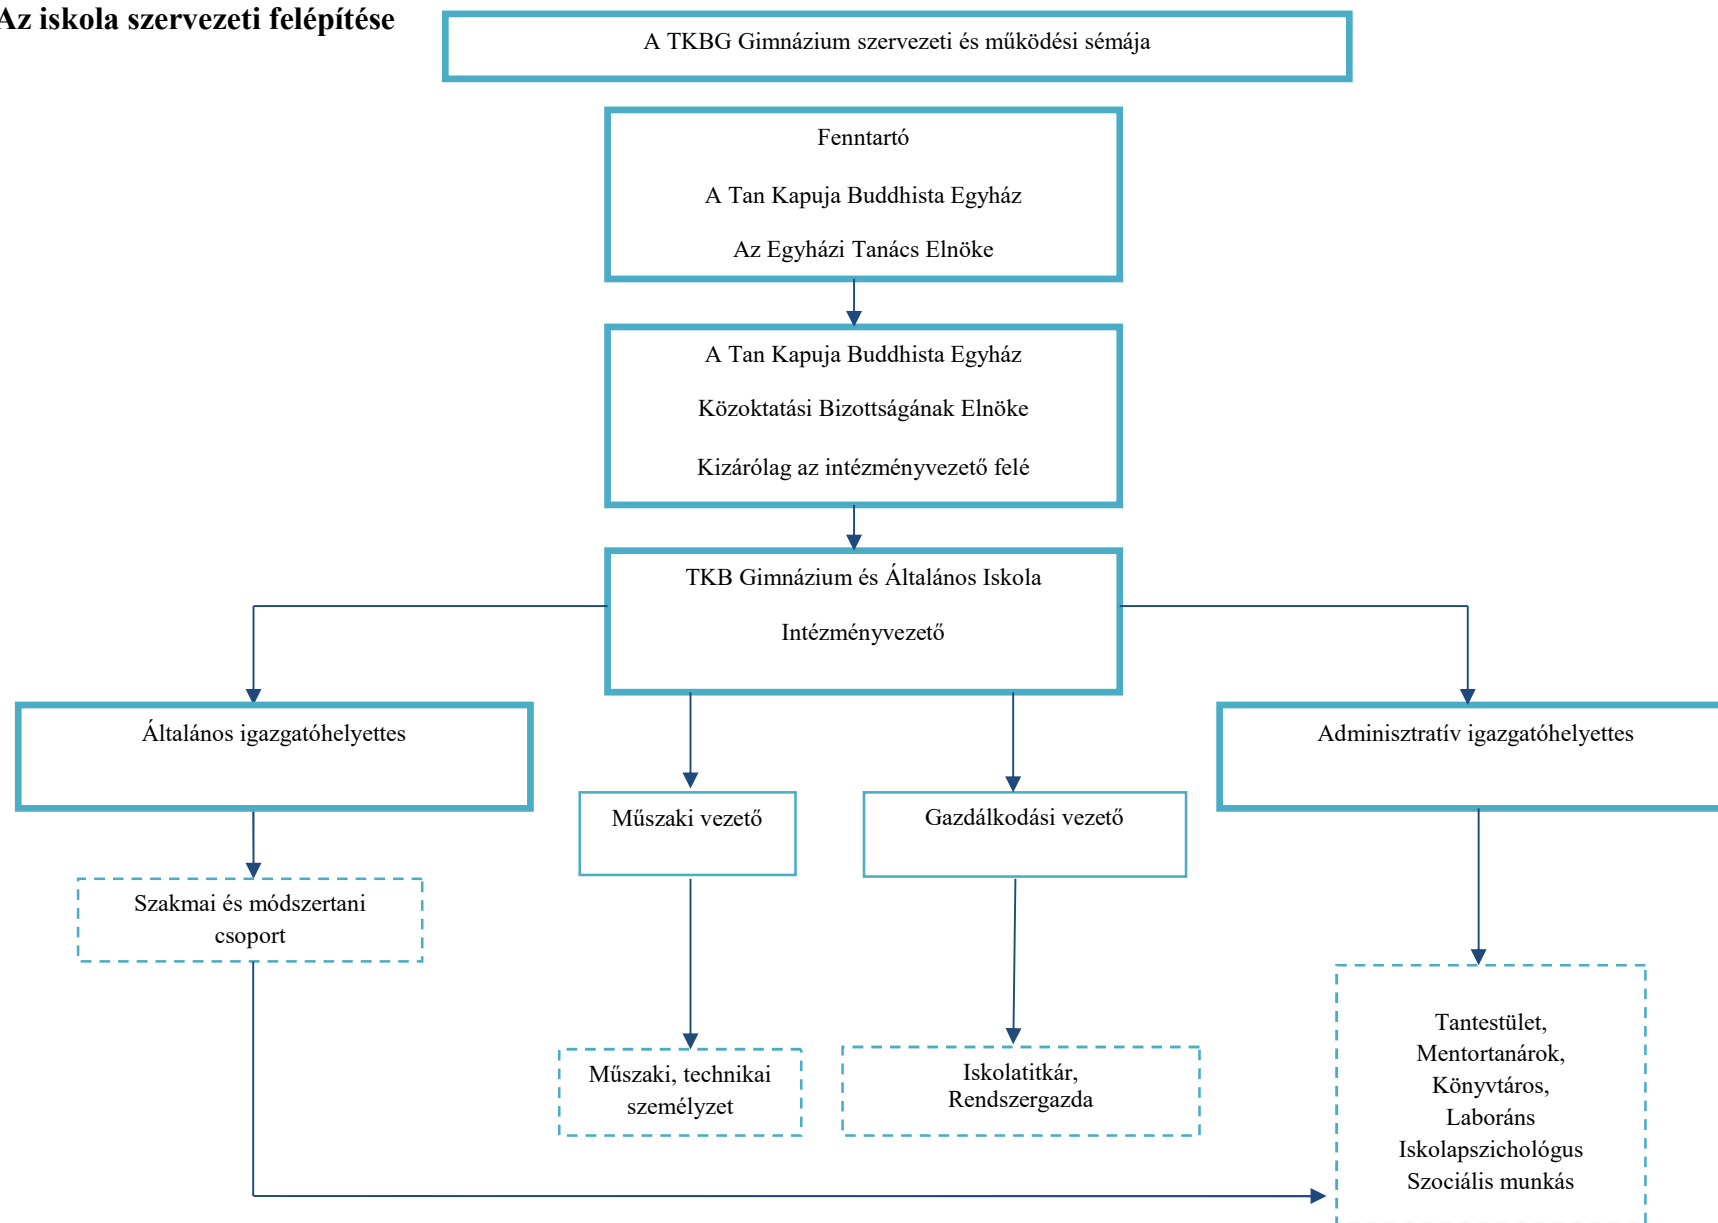 Az iskola szervezeti felépítése
A TKBG Gimnázium szervezeti és működési sémája
Fenntartó
A Tan Kapuja Buddhista Egyház
Az Egyházi Tanács Elnöke
A Tan Kapuja Buddhista Egyház
Közoktatási Bizottságának Elnöke
Kizárólag az intézményvezető felé
TKB Gimnázium és Általános Iskola
Intézményvezető
Általános igazgatóhelyettes
Adminisztratív igazgatóhelyettes
Műszaki vezető
Gazdálkodási vezető
Szakmai és módszertani
csoport
Műszaki, technikai
személyzet
Iskolatitkár,
Rendszergazda
Tantestület,
Mentortanárok,
Könyvtáros,
Laboráns
Iskolapszichológus
Szociális munkás